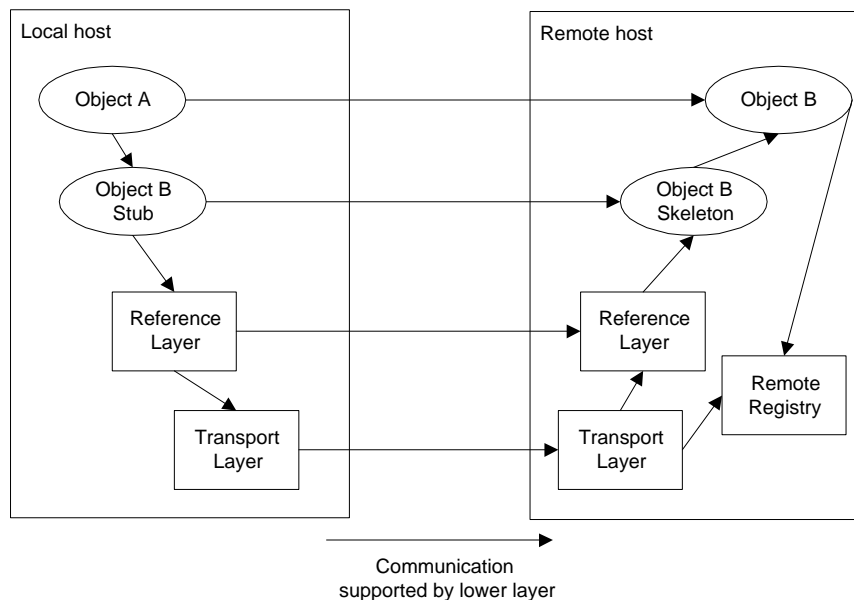 Local host
Remote host
Object A
Object B
Object B
Stub
Object B
Skeleton
Reference
Layer
Reference
Layer
Remote
Registry
Transport
Layer
Transport
Layer
Communication
supported by lower layer